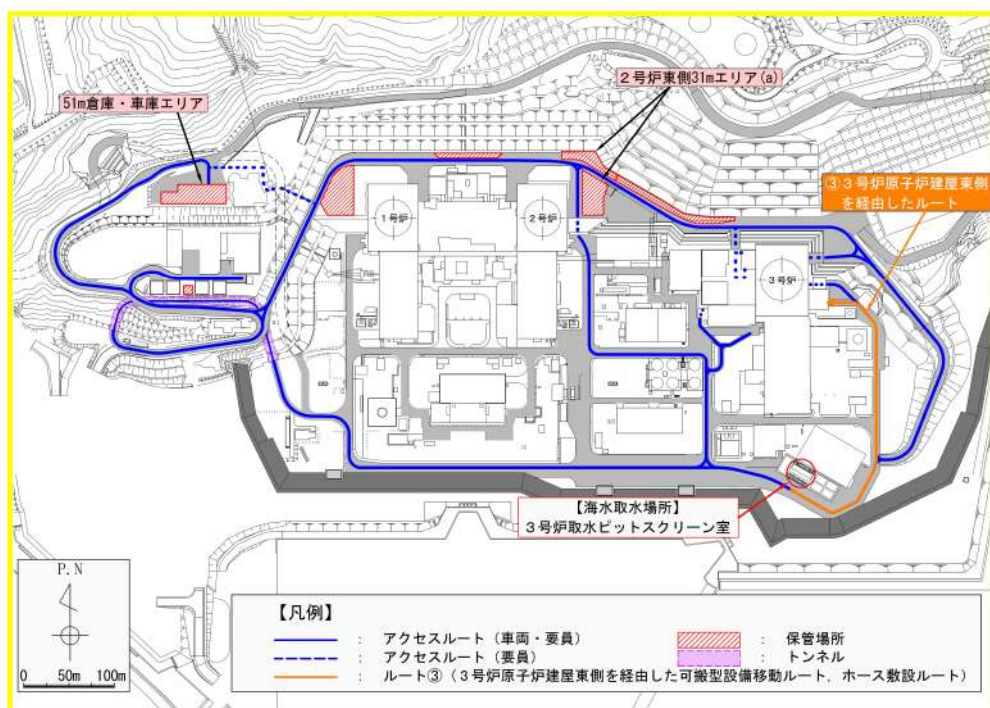 51m倉庫・車庫エリア
2号炉東側31mエリア(a)
③3号炉原子炉建屋東側
を経由したルート
1号炉
2号炉
3号炉
【海水取水場所】
3号炉取水ピットスクリーン室
P.N
0 50m 100m
【凡例】
: アクセスルート（車両・要員）
: アクセスルート（要員）
: ルート③（3号炉原子炉建屋東側を経由した可搬型設備移動ルート，ホース敷設ルート）
: 保管場所
: トンネル